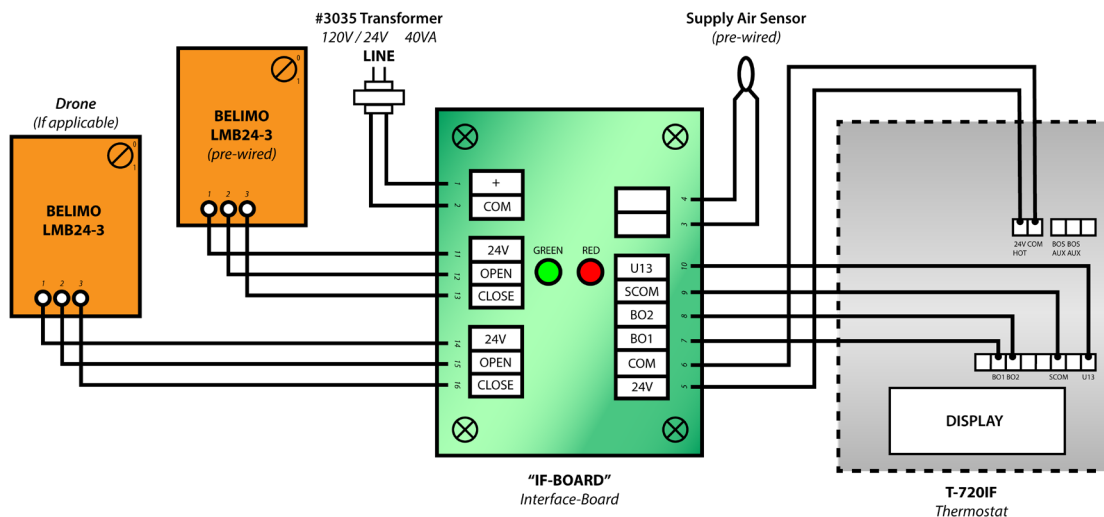 #3035 Transformer
120V / 24V 40VA
LINE
Supply Air Sensor
(pre-wired)
Drone
(If applicable)
0
1
BELIMO
LMB24-3
(pre-wired)
1 2 3
0
1
BELIMO
LMB24-3
1 2 3
1
+
2
COM
11
24V
12
OPEN
13
CLOSE
14
24V
15
OPEN
16
CLOSE
GREEN
RED
4
3
U13
10
SCOM
9
BO2
8
BO1
7
COM
6
24V
5
24V COM
HOT
BOS BOS
AUX AUX
BO1 BO2
SCOM
U13
DISPLAY
"IF-BOARD"
Interface-Board
T-720IF
Thermostat